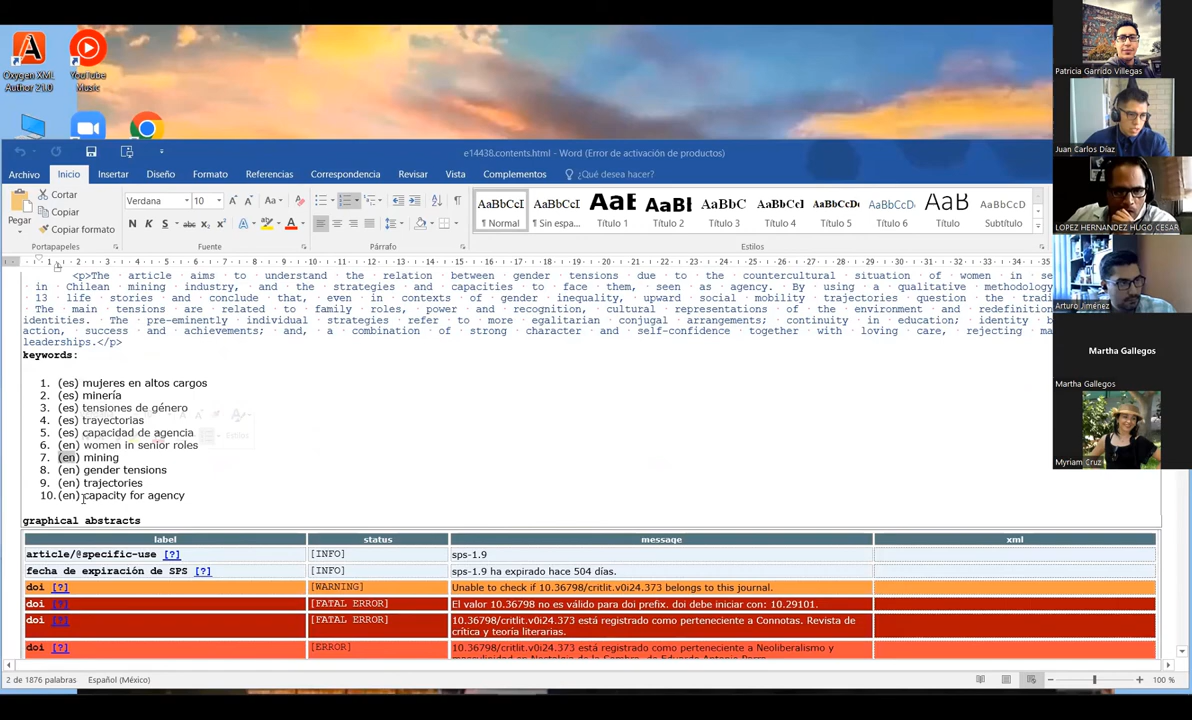 Oxygen XML
Author 21.0
YouTube
Music
Patricia Garrido Villegas
Juan Carlos Díaz
LOPEZ HERNANDEZ HUGO CESAR
Arturo Jiménez
Martha Gallegos
Martha Gallegos
Myriam Cruz
e14438.contents.html - Word (Error de activación de productos)
Archivo Inicio Insertar Diseño Formato Referencias Correspondencia Revisar Vista Complementos ¿Qué desea hacer?
Pegar
Cortar
Copiar
Copiar formato
Portapapeles
Verdana 10
N K S abc x₂ x²
Fuente
Párrafo
AaBbCcI AaBbCcI AaB AaBb AaBbC AaBbCcI AaBbCc AaBbCcI AaB AaBbCcD
¶ Normal ¶ Sin espa... Título 1 Título 2 Título 3 Título 4 Título 5 Título 6 Título Subtítulo
<p>The article aims to understand the relation between gender tensions due to the countercultural situation of women in se
in Chilean mining industry, and the strategies and capacities to face them, seen as agency. By using a qualitative methodology
13 life stories and conclude that, even in contexts of gender inequality, upward social mobility trajectories question the tradi
The main tensions are related to family roles, power and recognition, cultural representations of the environment and redefinition
identities. The pre-eminently individual strategies refer to more egalitarian conjugal arrangements; continuity in education; identity b
action, success and achievements; and, a combination of strong character and self-confidence together with loving care, rejecting ma
leaderships.</p>
keywords:
1. (es) mujeres en altos cargos
2. (es) minería
3. (es) tensiones de género
4. (es) trayectorias
5. (es) capacidad de agencia
6. (en) women in senior roles
7. (en) mining
8. (en) gender tensions
9. (en) trajectories
10. (en) capacity for agency
graphical abstracts
label status message xml
article/@specific-use [?] [INFO] sps-1.9
fecha de expiración de SPS [?] [INFO] sps-1.9 ha expirado hace 504 días.
doi [?] [WARNING] Unable to check if 10.36798/critlit.v0i24.373 belongs to this journal.
doi [?] [FATAL ERROR] El valor 10.36798 no es válido para doi prefix. doi debe iniciar con: 10.29101.
doi [?] [FATAL ERROR] 10.36798/critlit.v0i24.373 está registrado como perteneciente a Connotas. Revista de
crítica y teoría literarias.
doi [?] [ERROR] 10.36798/critlit.v0i24.373 está registrado como perteneciente a Neoliberalismo y
2 de 1876 palabras Español (México) 100 %